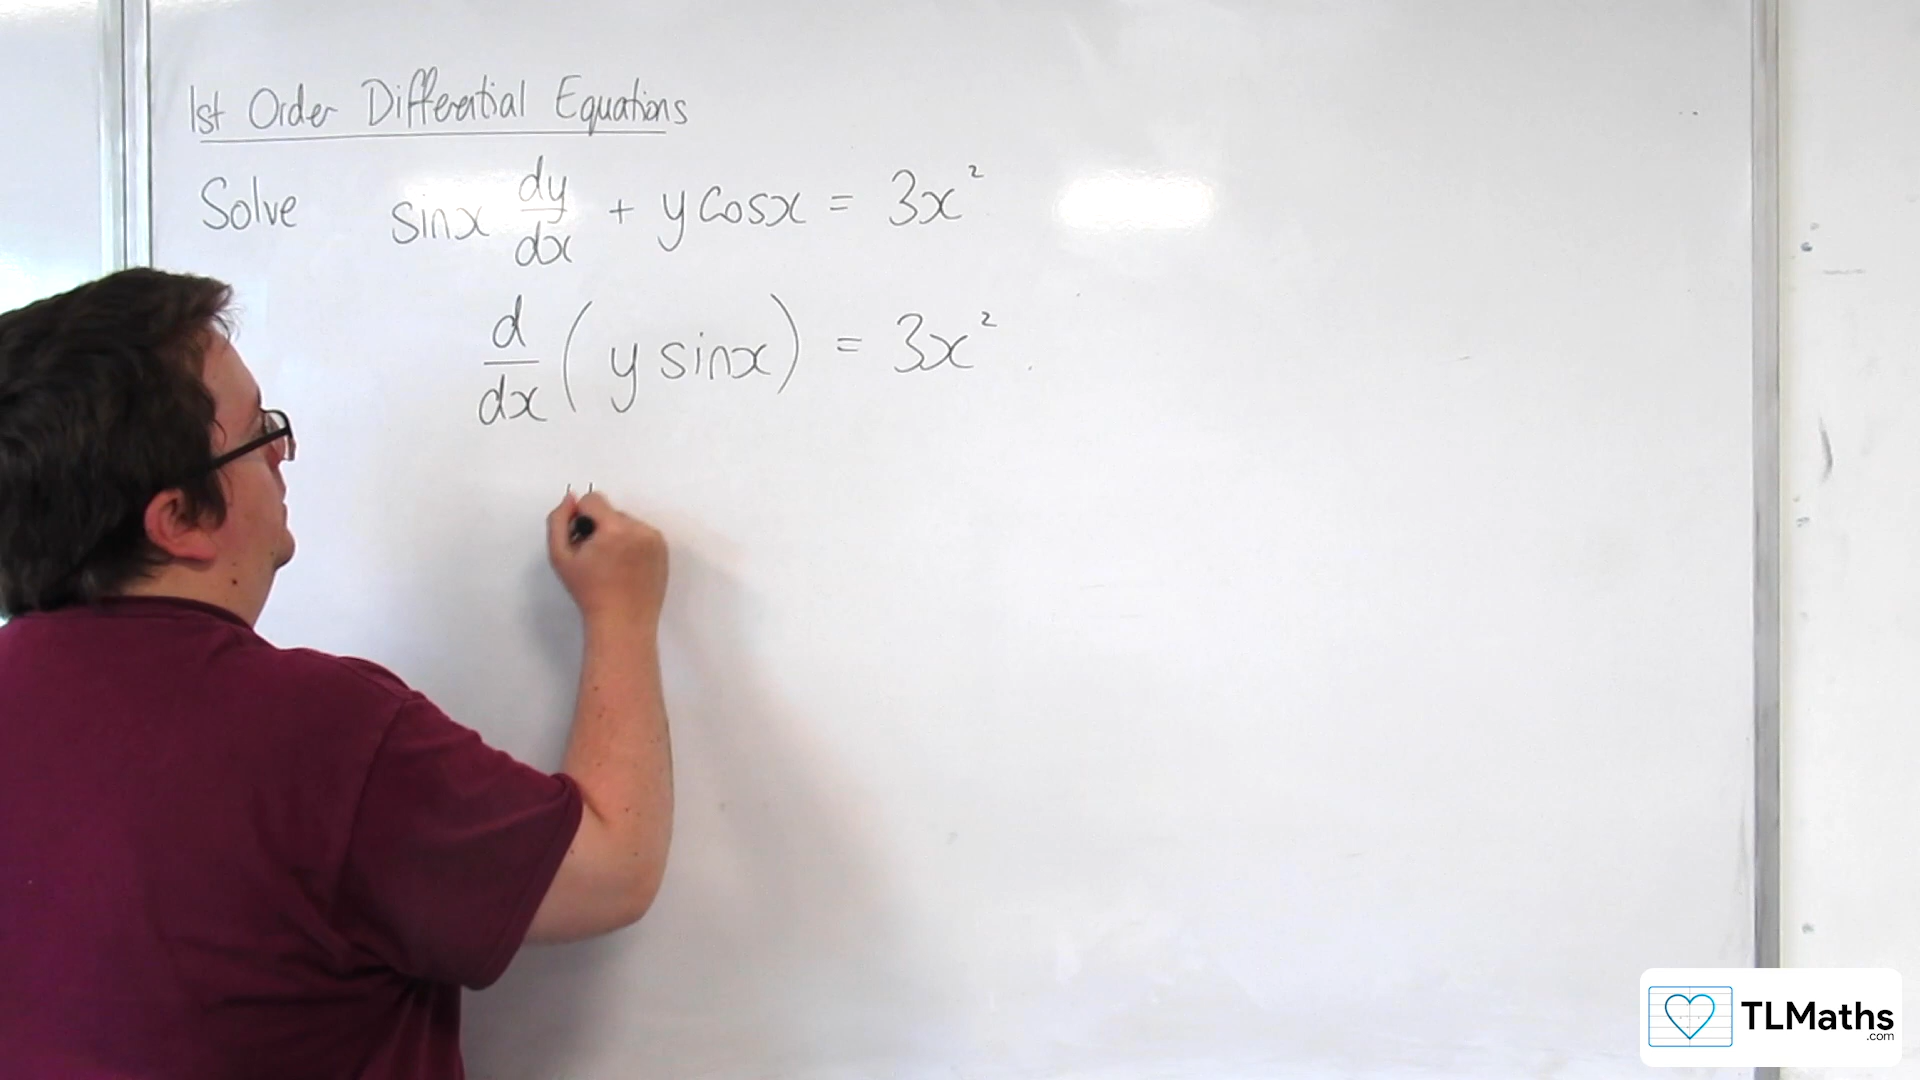 1st Order Differential Equations
Solve sinx dy/dx + y cosx = 3x²
d/dx (y sinx) = 3x²
TLMaths
.com